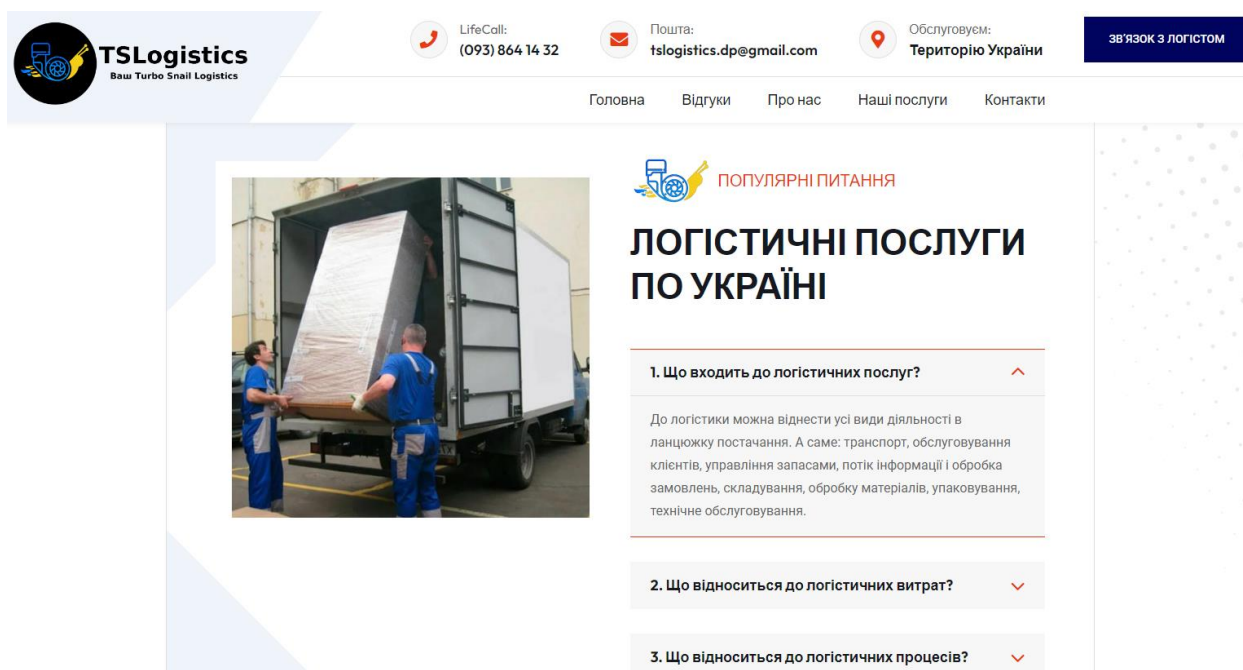 TSLogistics
Ваш Turbo Snail Logistics
LifeCall:
(093) 864 14 32
Пошта:
tslogistics.dp@gmail.com
Обслуговуєм:
Територію України
ЗВ'ЯЗОК З ЛОГІСТОМ
Головна Відгуки Про нас Наші послуги Контакти
ПОПУЛЯРНІ ПИТАННЯ
ЛОГІСТИЧНІ ПОСЛУГИ
ПО УКРАЇНІ
1. Що входить до логістичних послуг?
До логістики можна віднести усі види діяльності в
ланцюжку постачання. А саме: транспорт, обслуговування
клієнтів, управління запасами, потік інформації і обробка
замовлень, складування, обробку матеріалів, упаковування,
технічне обслуговування.
2. Що відноситься до логістичних витрат?
3. Що відноситься до логістичних процесів?